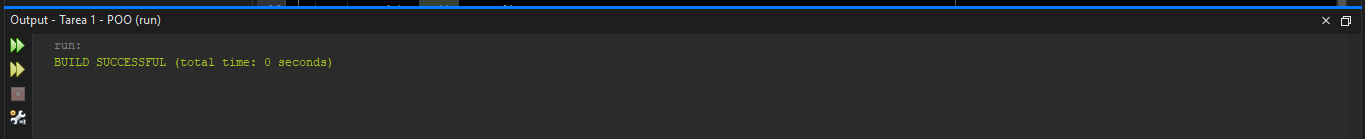 Output - Tarea 1 - POO (run)
run:
BUILD SUCCESSFUL (total time: 0 seconds)